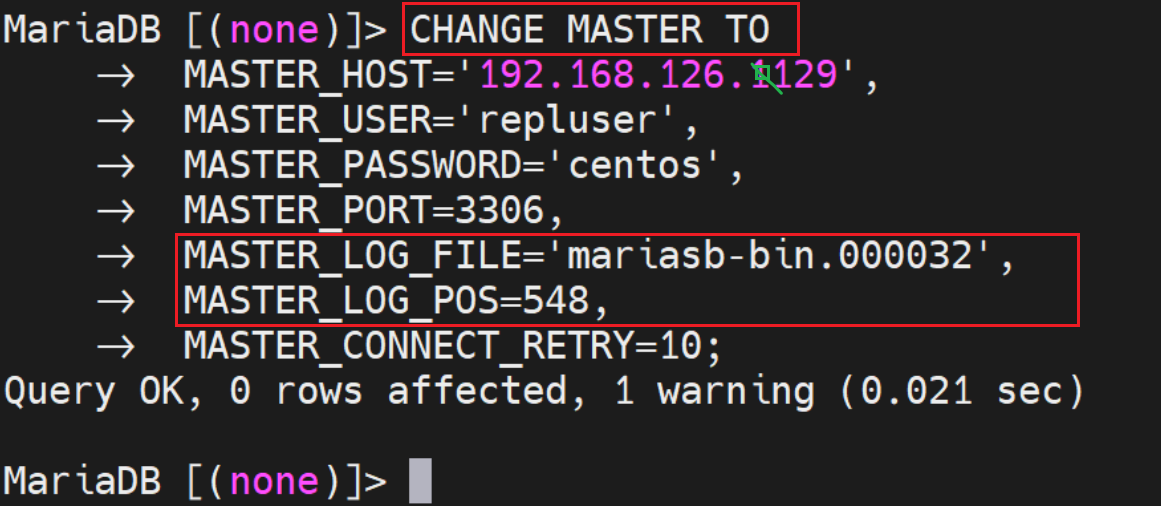 MariaDB [(none)]> CHANGE MASTER TO
→ MASTER_HOST='192.168.126.1129',
→ MASTER_USER='repluser',
→ MASTER_PASSWORD='centos',
→ MASTER_PORT=3306,
→ MASTER_LOG_FILE='mariasb-bin.000032',
→ MASTER_LOG_POS=548,
→ MASTER_CONNECT_RETRY=10;
Query OK, 0 rows affected, 1 warning (0.021 sec)
MariaDB [(none)]>